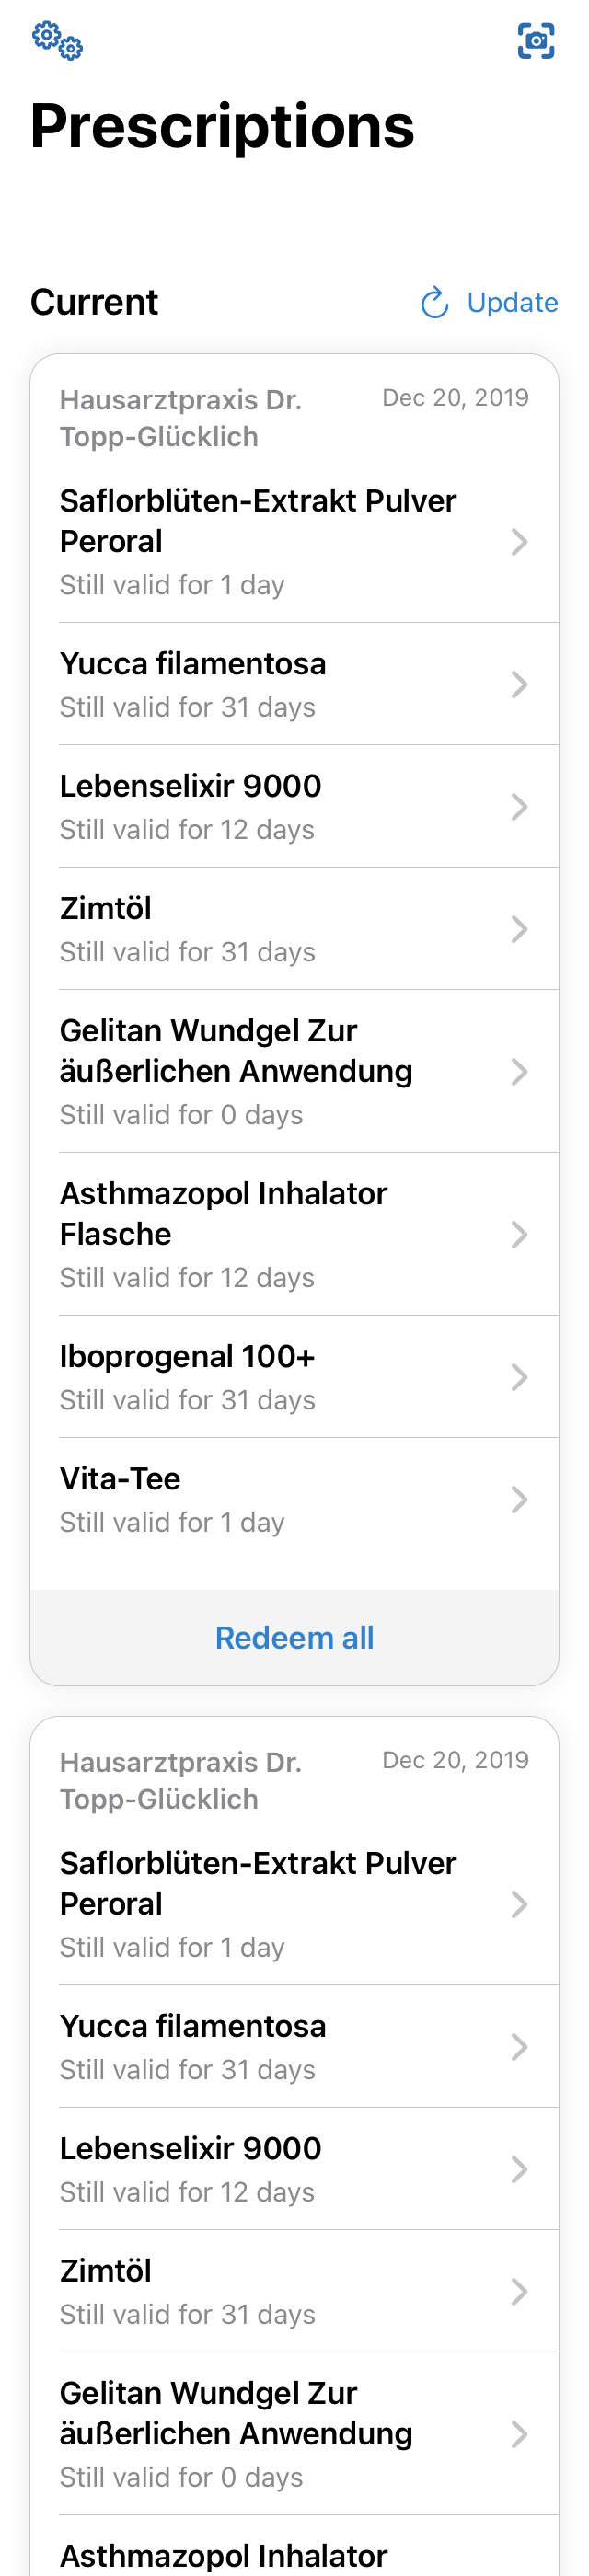 Prescriptions
Current
Update
Hausarztpraxis Dr.
Topp-Glücklich
Dec 20, 2019
Saflorblüten-Extrakt Pulver
Peroral
Still valid for 1 day
Yucca filamentosa
Still valid for 31 days
Lebenselixir 9000
Still valid for 12 days
Zimtöl
Still valid for 31 days
Gelitan Wundgel Zur
äußerlichen Anwendung
Still valid for 0 days
Asthmazopol Inhalator
Flasche
Still valid for 12 days
Iboprogenal 100+
Still valid for 31 days
Vita-Tee
Still valid for 1 day
Redeem all
Hausarztpraxis Dr.
Topp-Glücklich
Dec 20, 2019
Saflorblüten-Extrakt Pulver
Peroral
Still valid for 1 day
Yucca filamentosa
Still valid for 31 days
Lebenselixir 9000
Still valid for 12 days
Zimtöl
Still valid for 31 days
Gelitan Wundgel Zur
äußerlichen Anwendung
Still valid for 0 days
Asthmazopol Inhalator